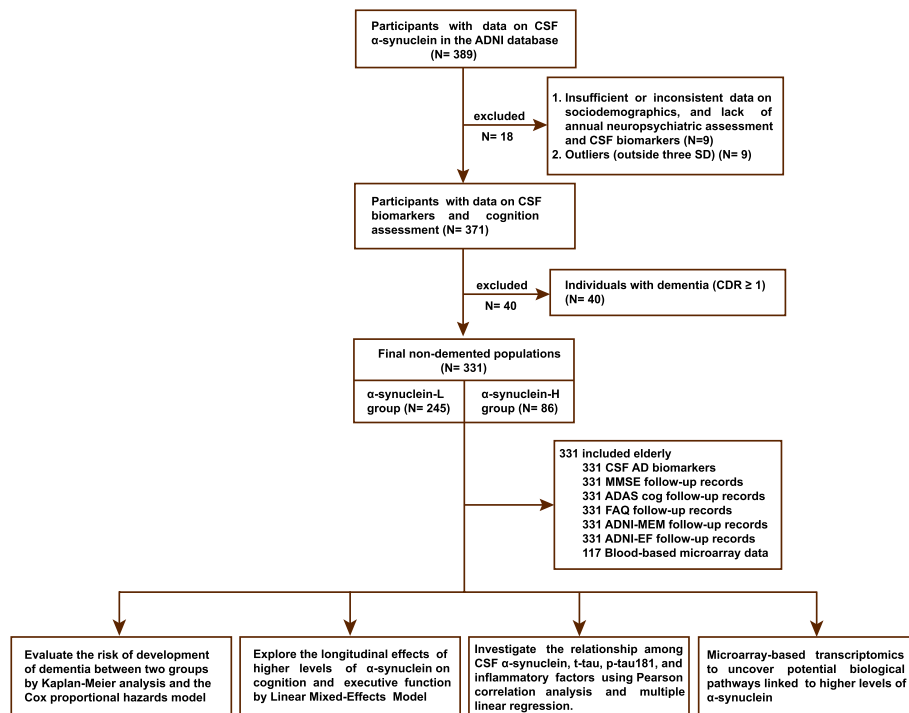 Participants with data on CSF
α-synuclein in the ADNI database
(N= 389)
excluded
N= 18
1. Insufficient or inconsistent data on
sociodemographics, and lack of
annual neuropsychiatric assessment
and CSF biomarkers (N=9)
2. Outliers (outside three SD) (N= 9)
Participants with data on CSF
biomarkers and cognition
assessment (N= 371)
excluded
N= 40
Individuals with dementia (CDR ≥ 1)
(N= 40)
Final non-demented populations
(N= 331)
α-synuclein-L
group (N= 245)
α-synuclein-H
group (N= 86)
331 included elderly
331 CSF AD biomarkers
331 MMSE follow-up records
331 ADAS cog follow-up records
331 FAQ follow-up records
331 ADNI-MEM follow-up records
331 ADNI-EF follow-up records
117 Blood-based microarray data
Evaluate the risk of development
of dementia between two groups
by Kaplan-Meier analysis and the
Cox proportional hazards model
Explore the longitudinal effects of
higher levels of α-synuclein on
cognition and executive function
by Linear Mixed-Effects Model
Investigate the relationship among
CSF α-synuclein, t-tau, p-tau181, and
inflammatory factors using Pearson
correlation analysis and multiple
linear regression.
Microarray-based transcriptomics
to uncover potential biological
pathways linked to higher levels of
α-synuclein